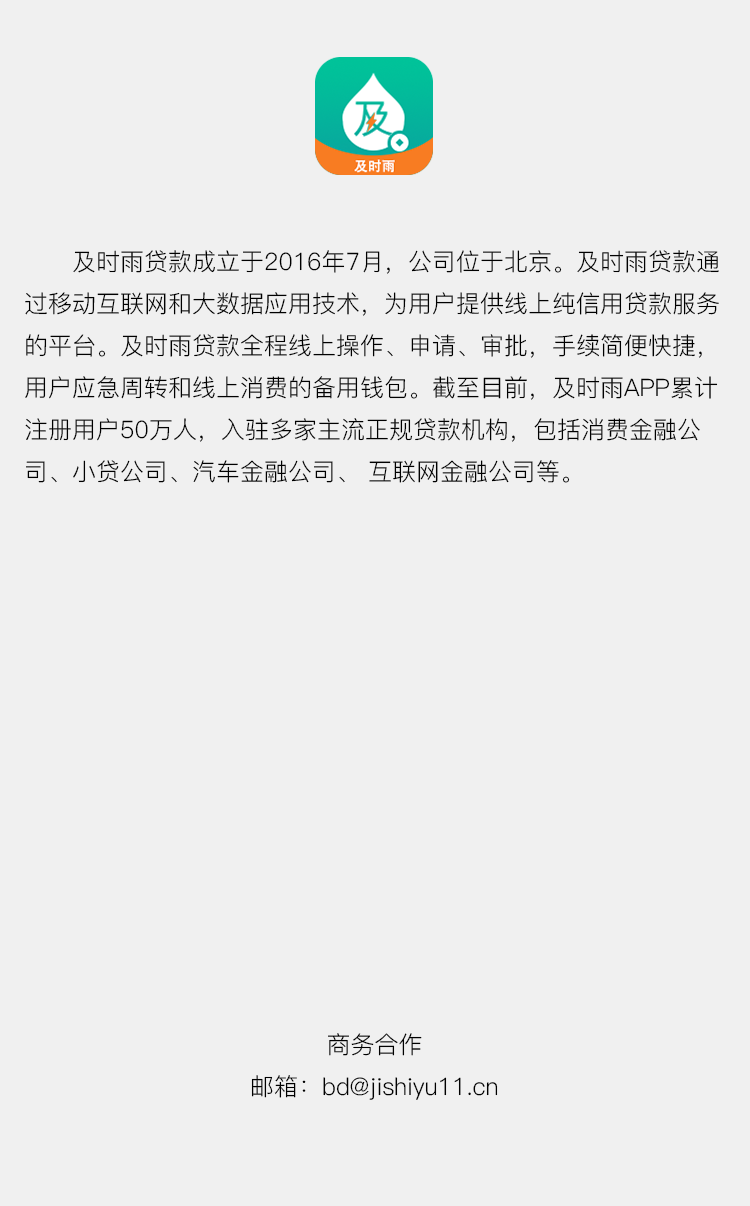 及
及时雨
及时雨贷款成立于2016年7月，公司位于北京。及时雨贷款通
过移动互联网和大数据应用技术，为用户提供线上纯信用贷款服务
的平台。及时雨贷款全程线上操作、申请、审批，手续简便快捷，
用户应急周转和线上消费的备用钱包。截至目前，及时雨APP累计
注册用户50万人，入驻多家主流正规贷款机构，包括消费金融公
司、小贷公司、汽车金融公司、 互联网金融公司等。
商务合作
邮箱：bd@jishiyu11.cn